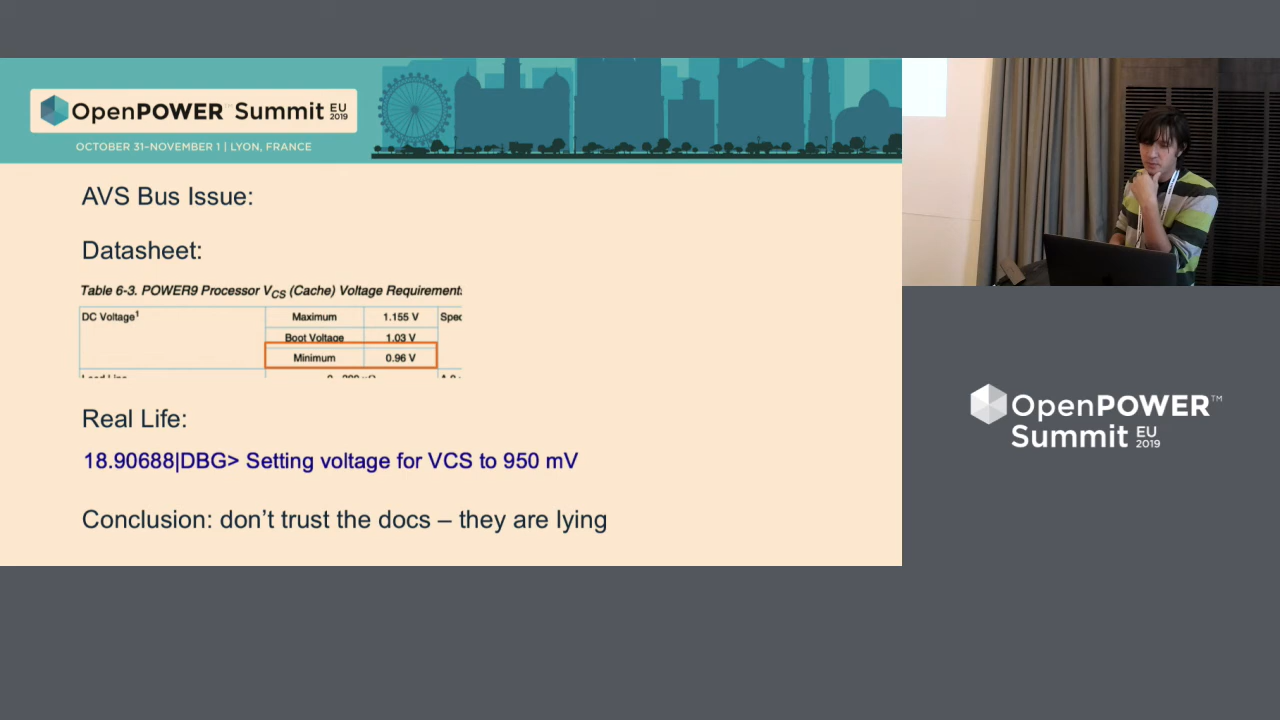 OpenPOWER™ Summit EU 2019
OCTOBER 31–NOVEMBER 1 | LYON, FRANCE
AVS Bus Issue:
Datasheet:
Table 6-3. POWER9 Processor VCS (Cache) Voltage Requirement
DC Voltage1 Maximum 1.155 V
Boot Voltage 1.03 V
Minimum 0.96 V
Real Life:
18.90688|DBG> Setting voltage for VCS to 950 mV
Conclusion: don't trust the docs – they are lying
OpenPOWER™
Summit EU 2019